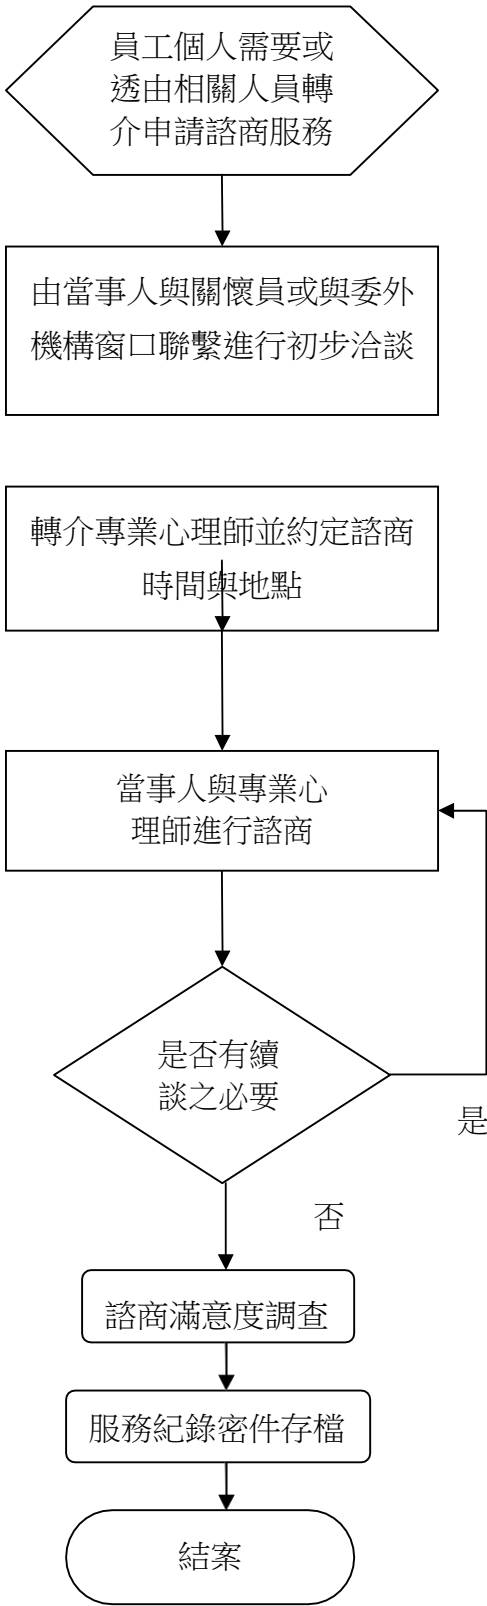 員工個人需要或
透由相關人員轉
介申請諮商服務
由當事人與關懷員或與委外
機構窗口聯繫進行初步洽談
轉介專業心理師並約定諮商
時間與地點
當事人與專業心
理師進行諮商
是否有續
談之必要
是
否
諮商滿意度調查
服務紀錄密件存檔
結案